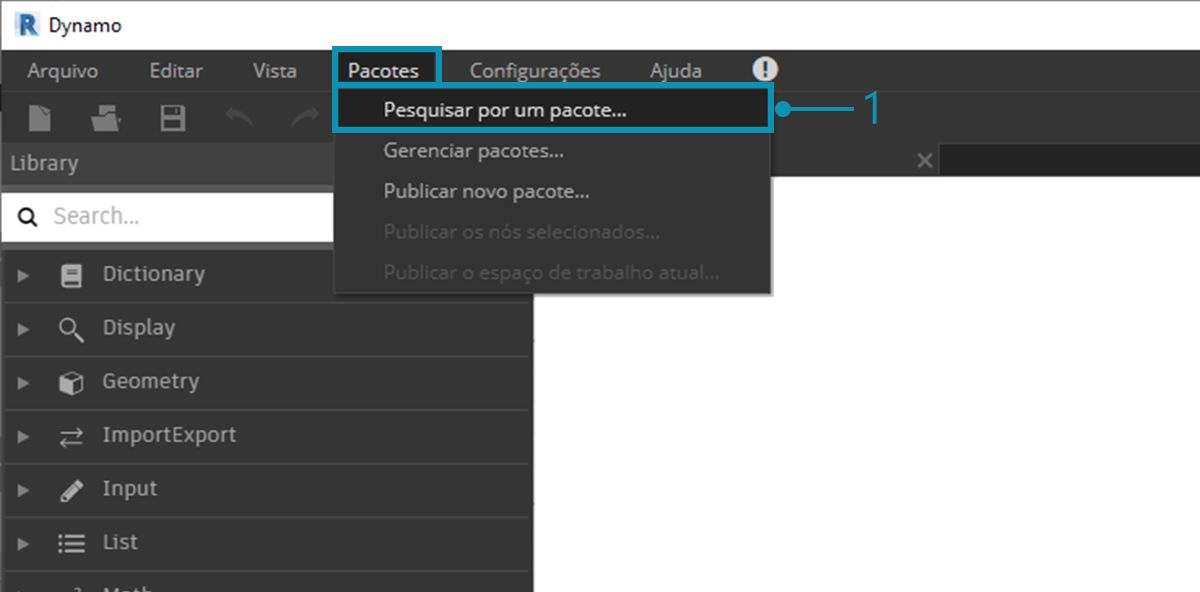 R Dynamo
Arquivo Editar Vista Pacotes Configurações Ajuda !
Pesquisar por um pacote... 1
Gerenciar pacotes...
Library
Publicar novo pacote...
Search...
Publicar os nós selecionados...
Publicar o espaço de trabalho atual...
Dictionary
Display
Geometry
ImportExport
Input
List
Math